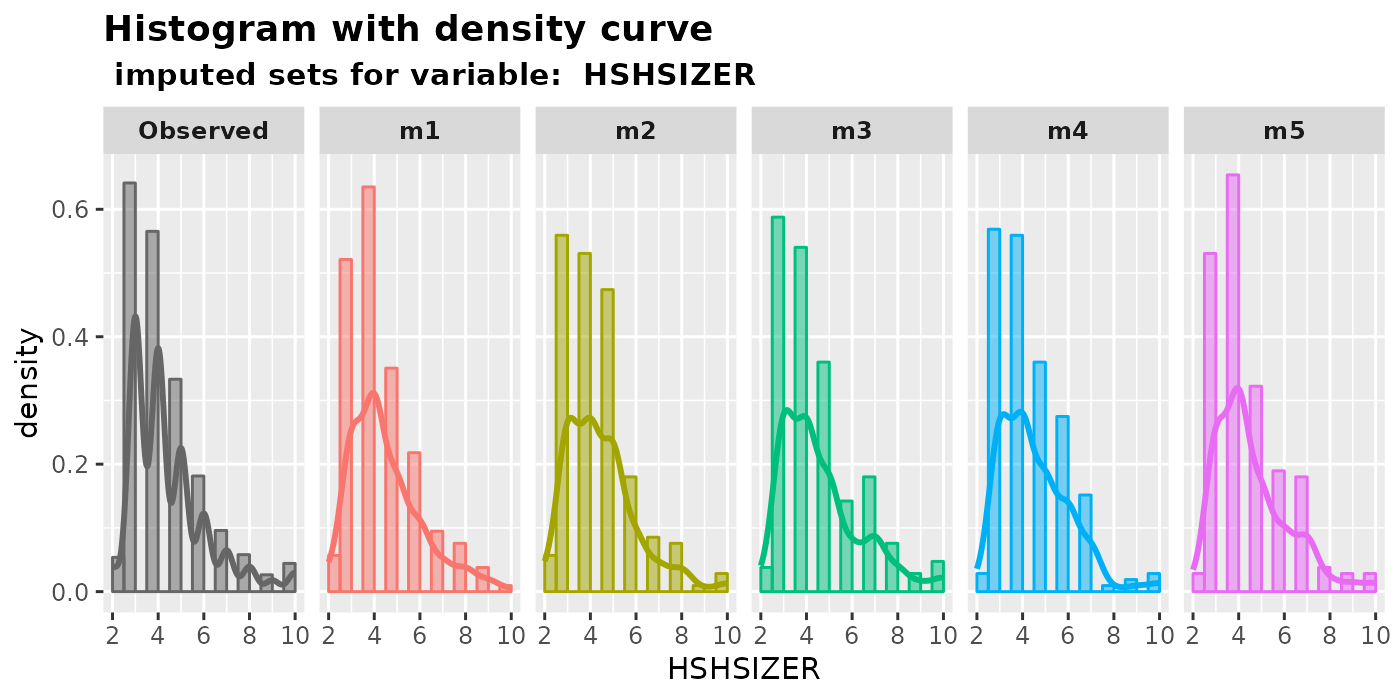 Histogram with density curve
imputed sets for variable:  HSHSIZER
Observed m1 m2 m3 m4 m5
0.6
0.4
0.2
0.0
density
2 4 6 8 10 2 4 6 8 10 2 4 6 8 10 2 4 6 8 10 2 4 6 8 10 2 4 6 8 10
HSHSIZER